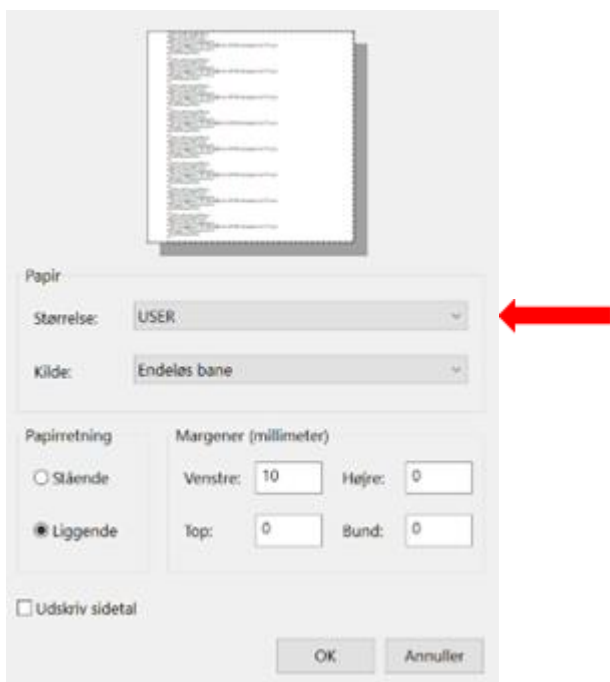 Papir
Størrelse: USER
Kilde: Endeløs bane
Papirretning Margener (millimeter)
Stående Venstre: 10 Højre: 0
Liggende Top: 0 Bund: 0
Udskriv sidetal
OK Annuller